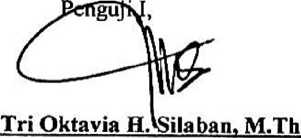 Penguji I,
Tri Oktavia H. Silaban, M.Th